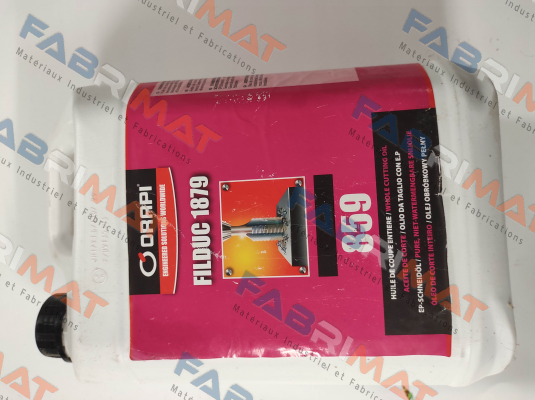 ORAPI
ENGINEERED SOLUTIONS WORLDWIDE
FILDUC 1879
859
HUILE DE COUPE ENTIERE / WHOLE CUTTING OIL
ACEITE DE CORTE / OLIO DA TAGLIO CON E.P
EP-SCHNEIDÖL / PURE, NIET WATERMENGBARE SNIJOLIE
OLEO DE CORTE INTEIRO / OLEJ OBRÓBKOWY PEŁNY
FABRIMAT
Matériaux Industriel et Fabrications